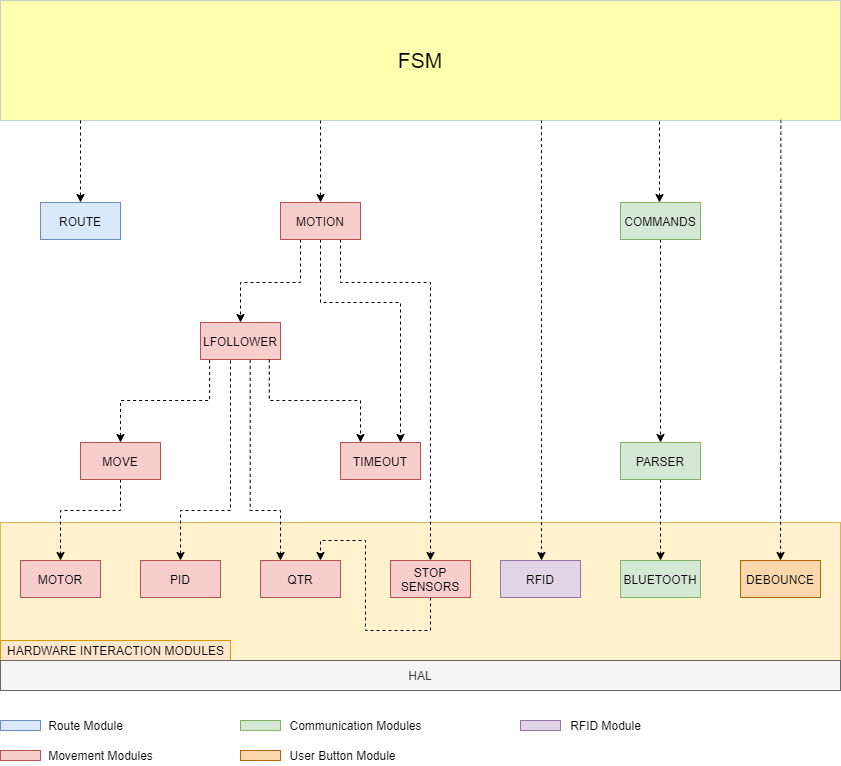 FSM
ROUTE
MOTION
COMMANDS
LFOLLOWER
MOVE
TIMEOUT
PARSER
MOTOR
PID
QTR
STOP
SENSORS
RFID
BLUETOOTH
DEBOUNCE
HARDWARE INTERACTION MODULES
HAL
Route Module
Communication Modules
RFID Module
Movement Modules
User Button Module